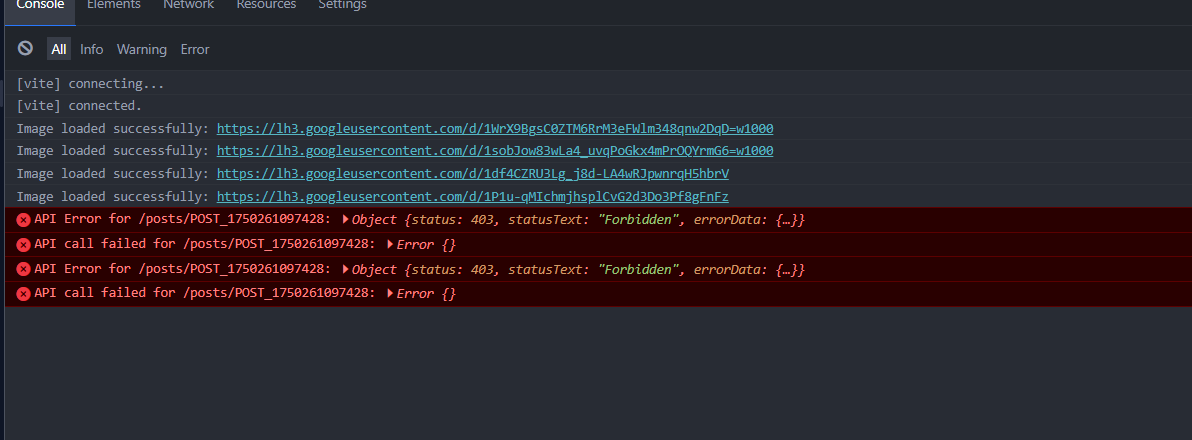 Console Elements Network Resources Settings
All Info Warning Error
[vite] connecting...
[vite] connected.
Image loaded successfully: https://lh3.googleusercontent.com/d/1WrX9BgsC0ZTM6RrM3eFWlm348qnw2DqD=w1000
Image loaded successfully: https://lh3.googleusercontent.com/d/1sobJow83wLa4_uvqPoGkx4mPrOQYrmG6=w1000
Image loaded successfully: https://lh3.googleusercontent.com/d/1df4CZRU3Lg_j8d-LA4wRJpwnrqH5hbrV
Image loaded successfully: https://lh3.googleusercontent.com/d/1P1u-qMIchmjhsplCvG2d3Do3Pf8gFnFz
API Error for /posts/POST_1750261097428: Object {status: 403, statusText: "Forbidden", errorData: {…}}
API call failed for /posts/POST_1750261097428: Error {}
API Error for /posts/POST_1750261097428: Object {status: 403, statusText: "Forbidden", errorData: {…}}
API call failed for /posts/POST_1750261097428: Error {}